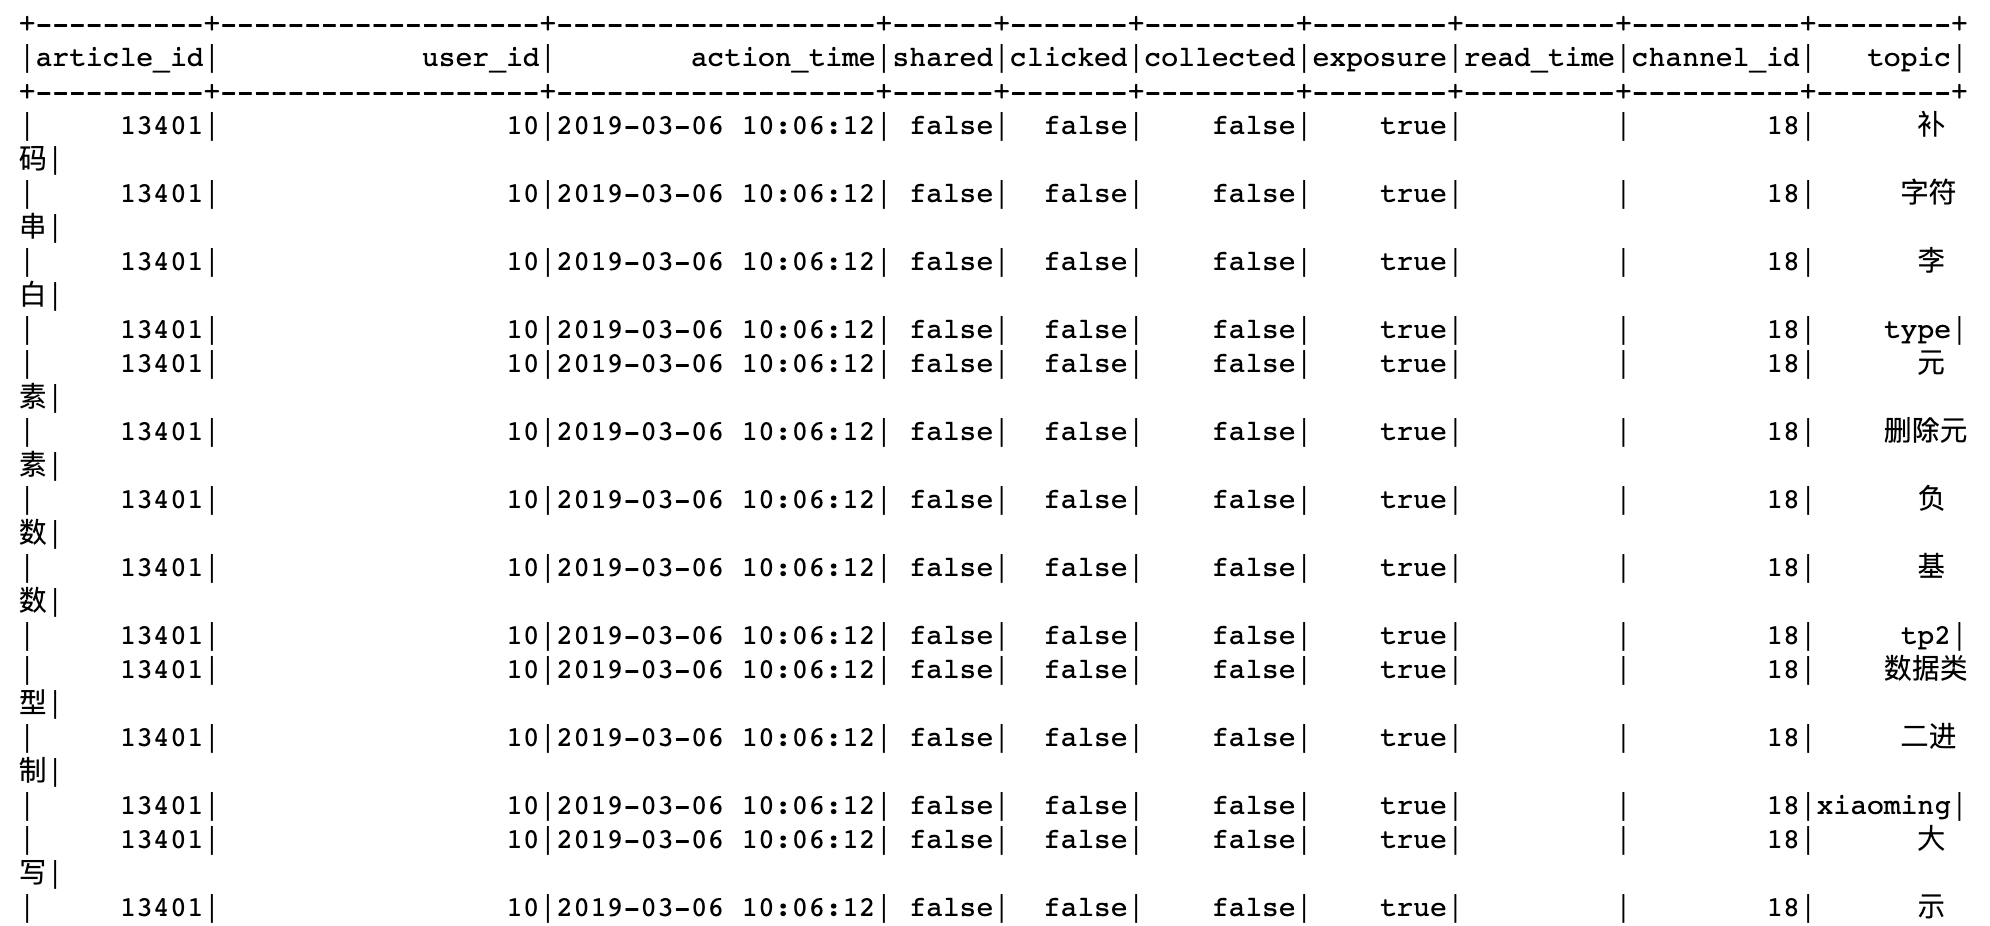 +----------+-------------------+-------------------+------+-------+---------+--------+---------+----------+--------+
|article_id|            user_id|        action_time|shared|clicked|collected|exposure|read_time|channel_id|   topic|
+----------+-------------------+-------------------+------+-------+---------+--------+---------+----------+--------+
|     13401|                 10|2019-03-06 10:06:12| false|  false|    false|    true|         |        18|      补
码|
|     13401|                 10|2019-03-06 10:06:12| false|  false|    false|    true|         |        18|     字符
串|
|     13401|                 10|2019-03-06 10:06:12| false|  false|    false|    true|         |        18|      李
白|
|     13401|                 10|2019-03-06 10:06:12| false|  false|    false|    true|         |        18|    type|
|     13401|                 10|2019-03-06 10:06:12| false|  false|    false|    true|         |        18|      元
素|
|     13401|                 10|2019-03-06 10:06:12| false|  false|    false|    true|         |        18|    删除元
素|
|     13401|                 10|2019-03-06 10:06:12| false|  false|    false|    true|         |        18|      负
数|
|     13401|                 10|2019-03-06 10:06:12| false|  false|    false|    true|         |        18|      基
数|
|     13401|                 10|2019-03-06 10:06:12| false|  false|    false|    true|         |        18|     tp2|
|     13401|                 10|2019-03-06 10:06:12| false|  false|    false|    true|         |        18|    数据类
型|
|     13401|                 10|2019-03-06 10:06:12| false|  false|    false|    true|         |        18|     二进
制|
|     13401|                 10|2019-03-06 10:06:12| false|  false|    false|    true|         |        18|xiaoming|
|     13401|                 10|2019-03-06 10:06:12| false|  false|    false|    true|         |        18|      大
写|
|     13401|                 10|2019-03-06 10:06:12| false|  false|    false|    true|         |        18|      示